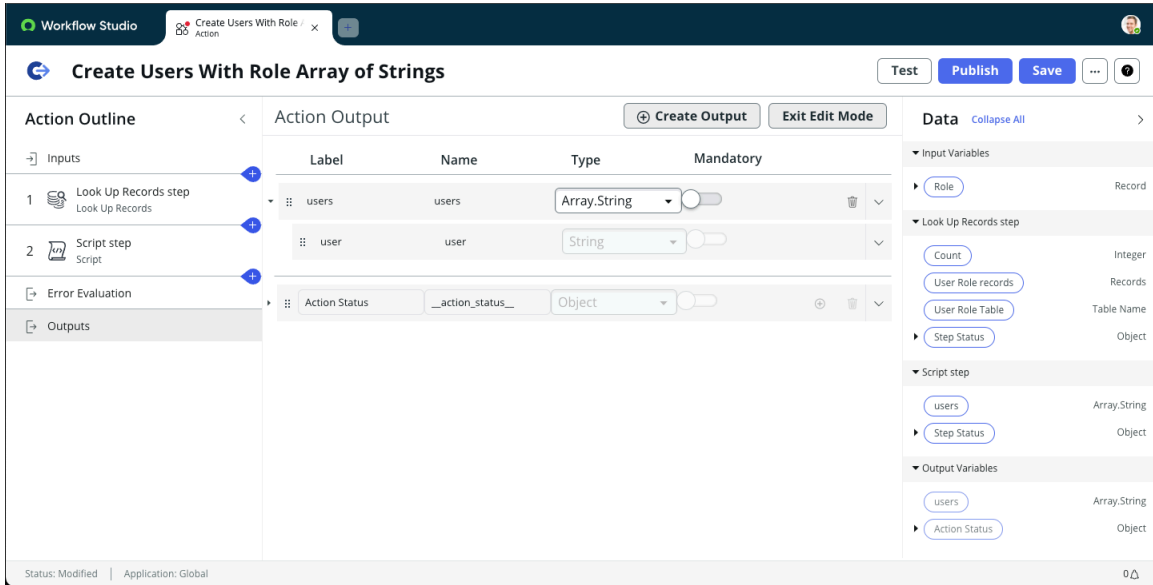 Workflow Studio
Create Users With Role
Action
Create Users With Role Array of Strings
Test
Publish
Save
...
?
Action Outline
Inputs
1
Look Up Records step
Look Up Records
2
Script step
Script
Error Evaluation
Outputs
Action Output
Create Output
Exit Edit Mode
Label Name Type Mandatory
users users Array.String
user user String
Action Status __action_status__ Object
Data Collapse All
Input Variables
Role Record
Look Up Records step
Count Integer
User Role records Records
User Role Table Table Name
Step Status Object
Script step
users Array.String
Step Status Object
Output Variables
users Array.String
Action Status Object
Status: Modified | Application: Global
0